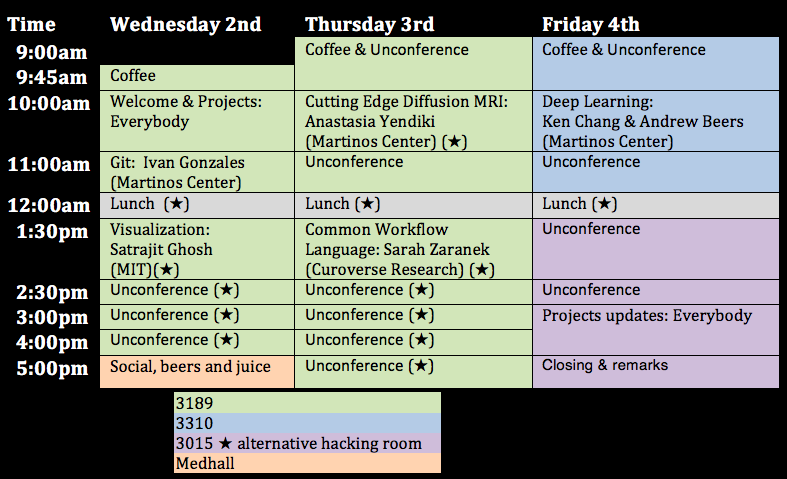 Time Wednesday 2nd Thursday 3rd Friday 4th
9:00am Coffee & Unconference Coffee & Unconference
9:45am Coffee
10:00am Welcome & Projects: Cutting Edge Diffusion MRI: Deep Learning:
Everybody Anastasia Yendiki Ken Chang & Andrew Beers
(Martinos Center) (★) (Martinos Center)
11:00am Git: Ivan Gonzales Unconference Unconference
(Martinos Center)
12:00am Lunch (★) Lunch (★) Lunch (★)
1:30pm Visualization: Common Workflow Unconference
Satrajit Ghosh Language: Sarah Zaranek
(MIT)(★) (Curoverse Research) (★)
2:30pm Unconference (★) Unconference (★) Unconference
3:00pm Unconference (★) Unconference (★) Projects updates: Everybody
4:00pm Unconference (★) Unconference (★)
5:00pm Social, beers and juice Unconference (★) Closing & remarks
3189
3310
3015 ★ alternative hacking room
Medhall